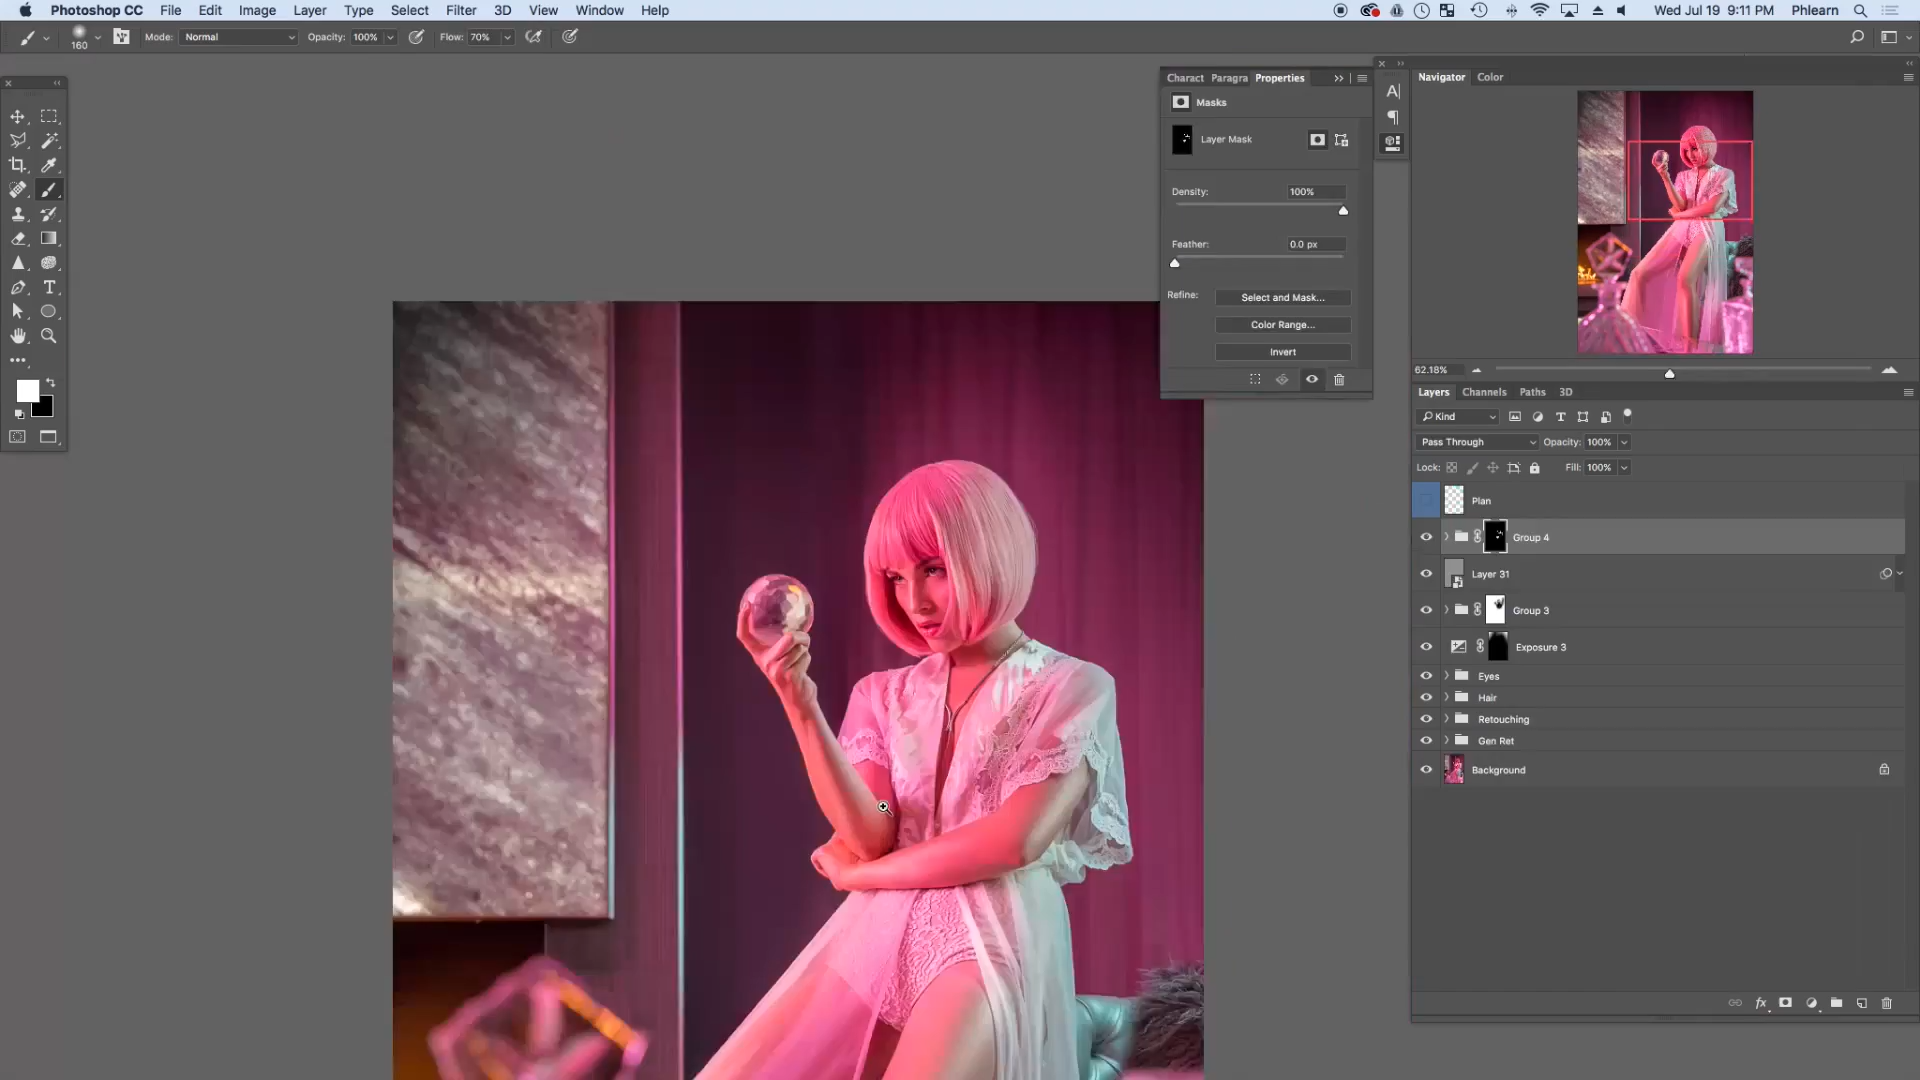 Photoshop CC File Edit Image Layer Type Select Filter 3D View Window Help Wed Jul 19 9:11 PM Phlearn
160 Mode: Normal Opacity: 100% Flow: 70%
Charact Paragra Properties
Masks
Layer Mask
Density: 100%
Feather: 0.0 px
Refine: Select and Mask...
Color Range...
Invert
Navigator Color
62.18%
Layers Channels Paths 3D
Kind
Pass Through Opacity: 100%
Lock: Fill: 100%
Plan
Group 4
Layer 31
Group 3
Exposure 3
Eyes
Hair
Retouching
Gen Ret
Background